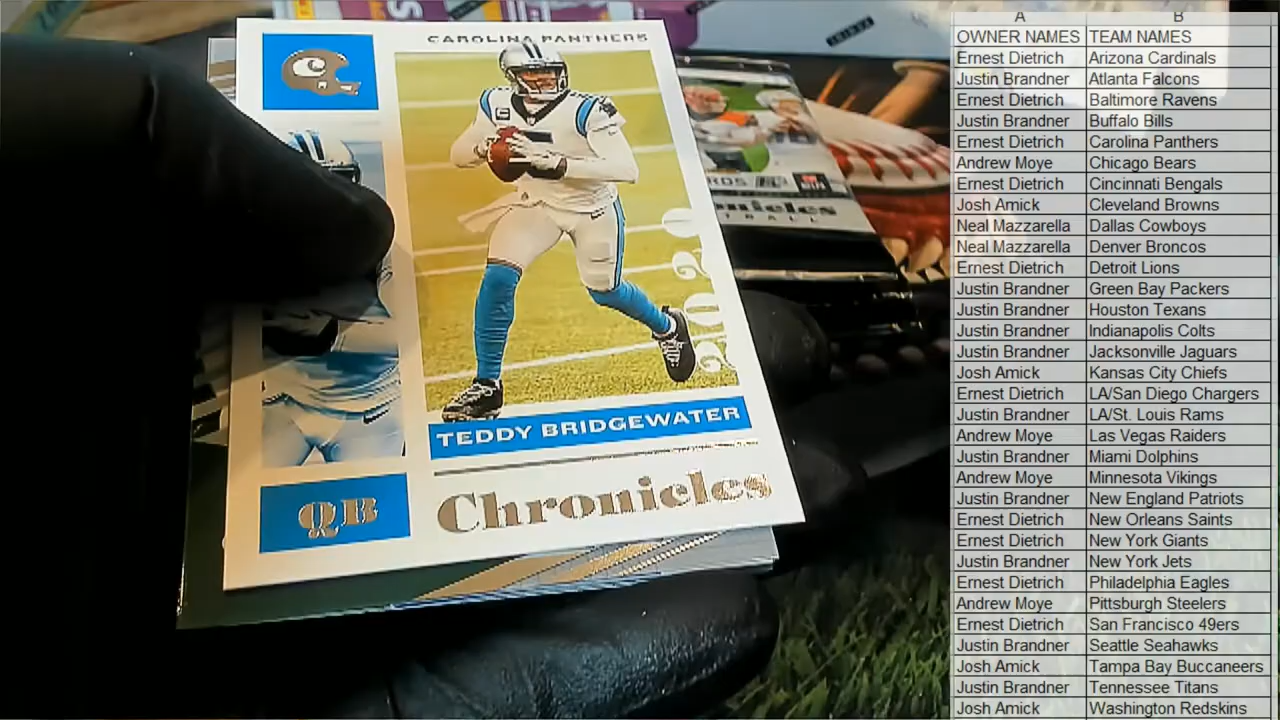 CAROLINA PANTHERS
C
2020
TEDDY BRIDGEWATER
QB
Chronicles
A B
OWNER NAMES TEAM NAMES
Ernest Dietrich Arizona Cardinals
Justin Brandner Atlanta Falcons
Ernest Dietrich Baltimore Ravens
Justin Brandner Buffalo Bills
Ernest Dietrich Carolina Panthers
Andrew Moye Chicago Bears
Ernest Dietrich Cincinnati Bengals
Josh Amick Cleveland Browns
Neal Mazzarella Dallas Cowboys
Neal Mazzarella Denver Broncos
Ernest Dietrich Detroit Lions
Justin Brandner Green Bay Packers
Justin Brandner Houston Texans
Justin Brandner Indianapolis Colts
Justin Brandner Jacksonville Jaguars
Josh Amick Kansas City Chiefs
Ernest Dietrich LA/San Diego Chargers
Justin Brandner LA/St. Louis Rams
Andrew Moye Las Vegas Raiders
Justin Brandner Miami Dolphins
Andrew Moye Minnesota Vikings
Justin Brandner New England Patriots
Ernest Dietrich New Orleans Saints
Ernest Dietrich New York Giants
Justin Brandner New York Jets
Ernest Dietrich Philadelphia Eagles
Andrew Moye Pittsburgh Steelers
Ernest Dietrich San Francisco 49ers
Justin Brandner Seattle Seahawks
Josh Amick Tampa Bay Buccaneers
Justin Brandner Tennessee Titans
Josh Amick Washington Redskins